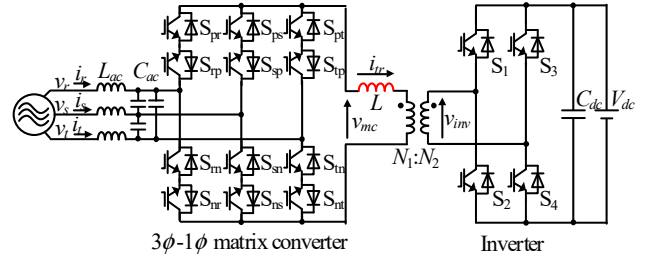 S_pr S_ps S_pt
S_rp S_sp S_tp
v_r i_r L_ac C_ac
v_s i_s
v_t i_t
i_tr
L
v_mc
v_inv
N_1:N_2
S_1 S_3
C_dc V_dc
S_2 S_4
S_rn S_sn S_tn
S_nr S_ns S_nt
3ϕ-1ϕ matrix converter
Inverter